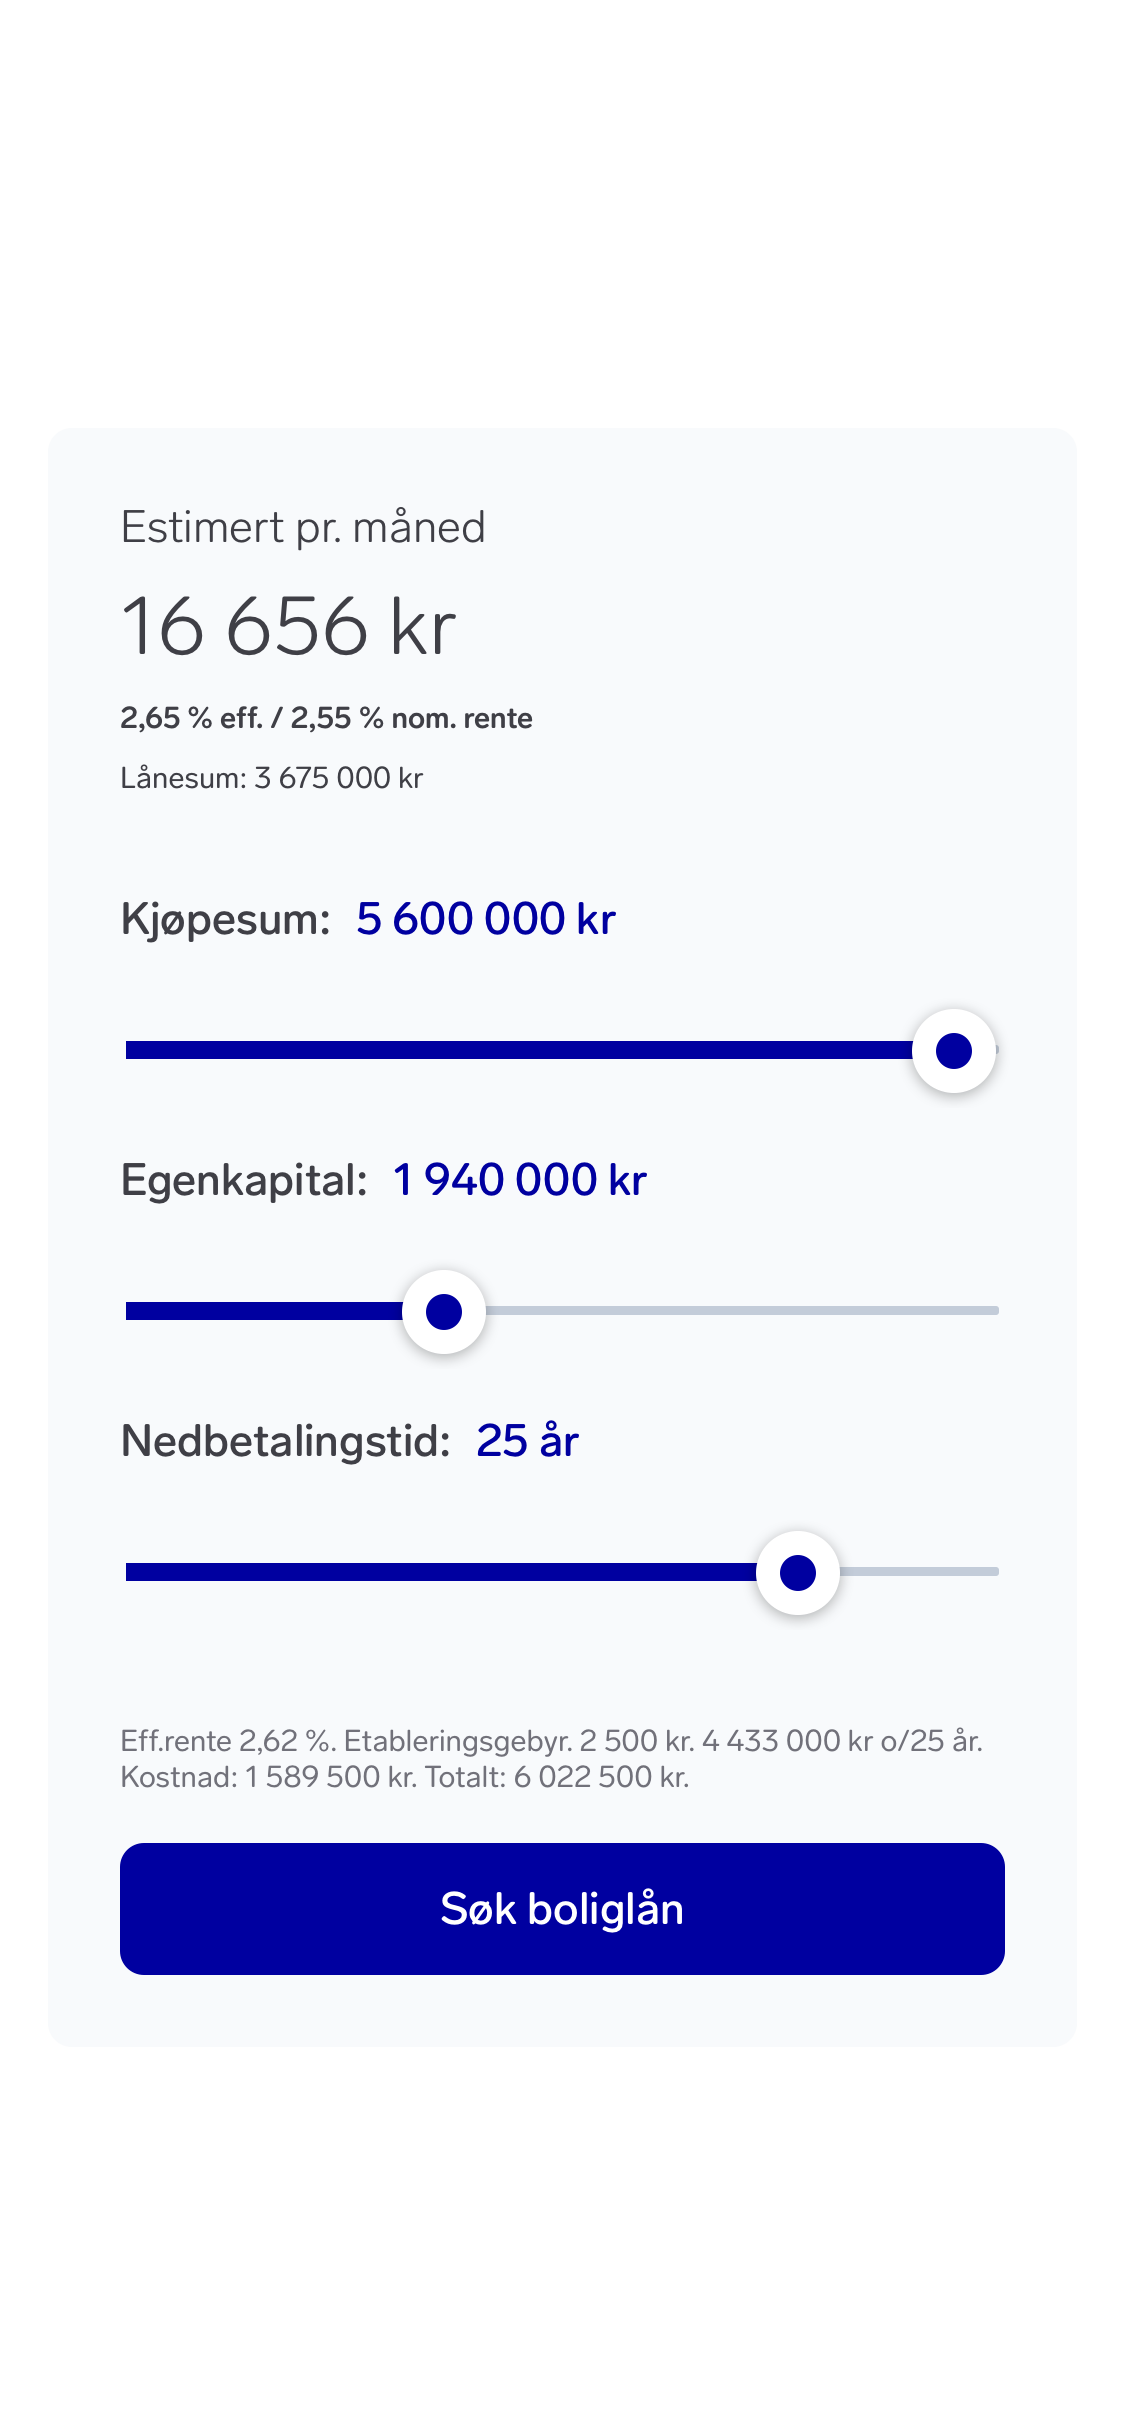 Estimert pr. måned
16 656 kr
2,65 % eff. / 2,55 % nom. rente
Lånesum: 3 675 000 kr
Kjøpesum: 5 600 000 kr
Egenkapital: 1 940 000 kr
Nedbetalingstid: 25 år
Eff.rente 2,62 %. Etableringsgebyr. 2 500 kr. 4 433 000 kr o/25 år.
Kostnad: 1 589 500 kr. Totalt: 6 022 500 kr.
Søk boliglån